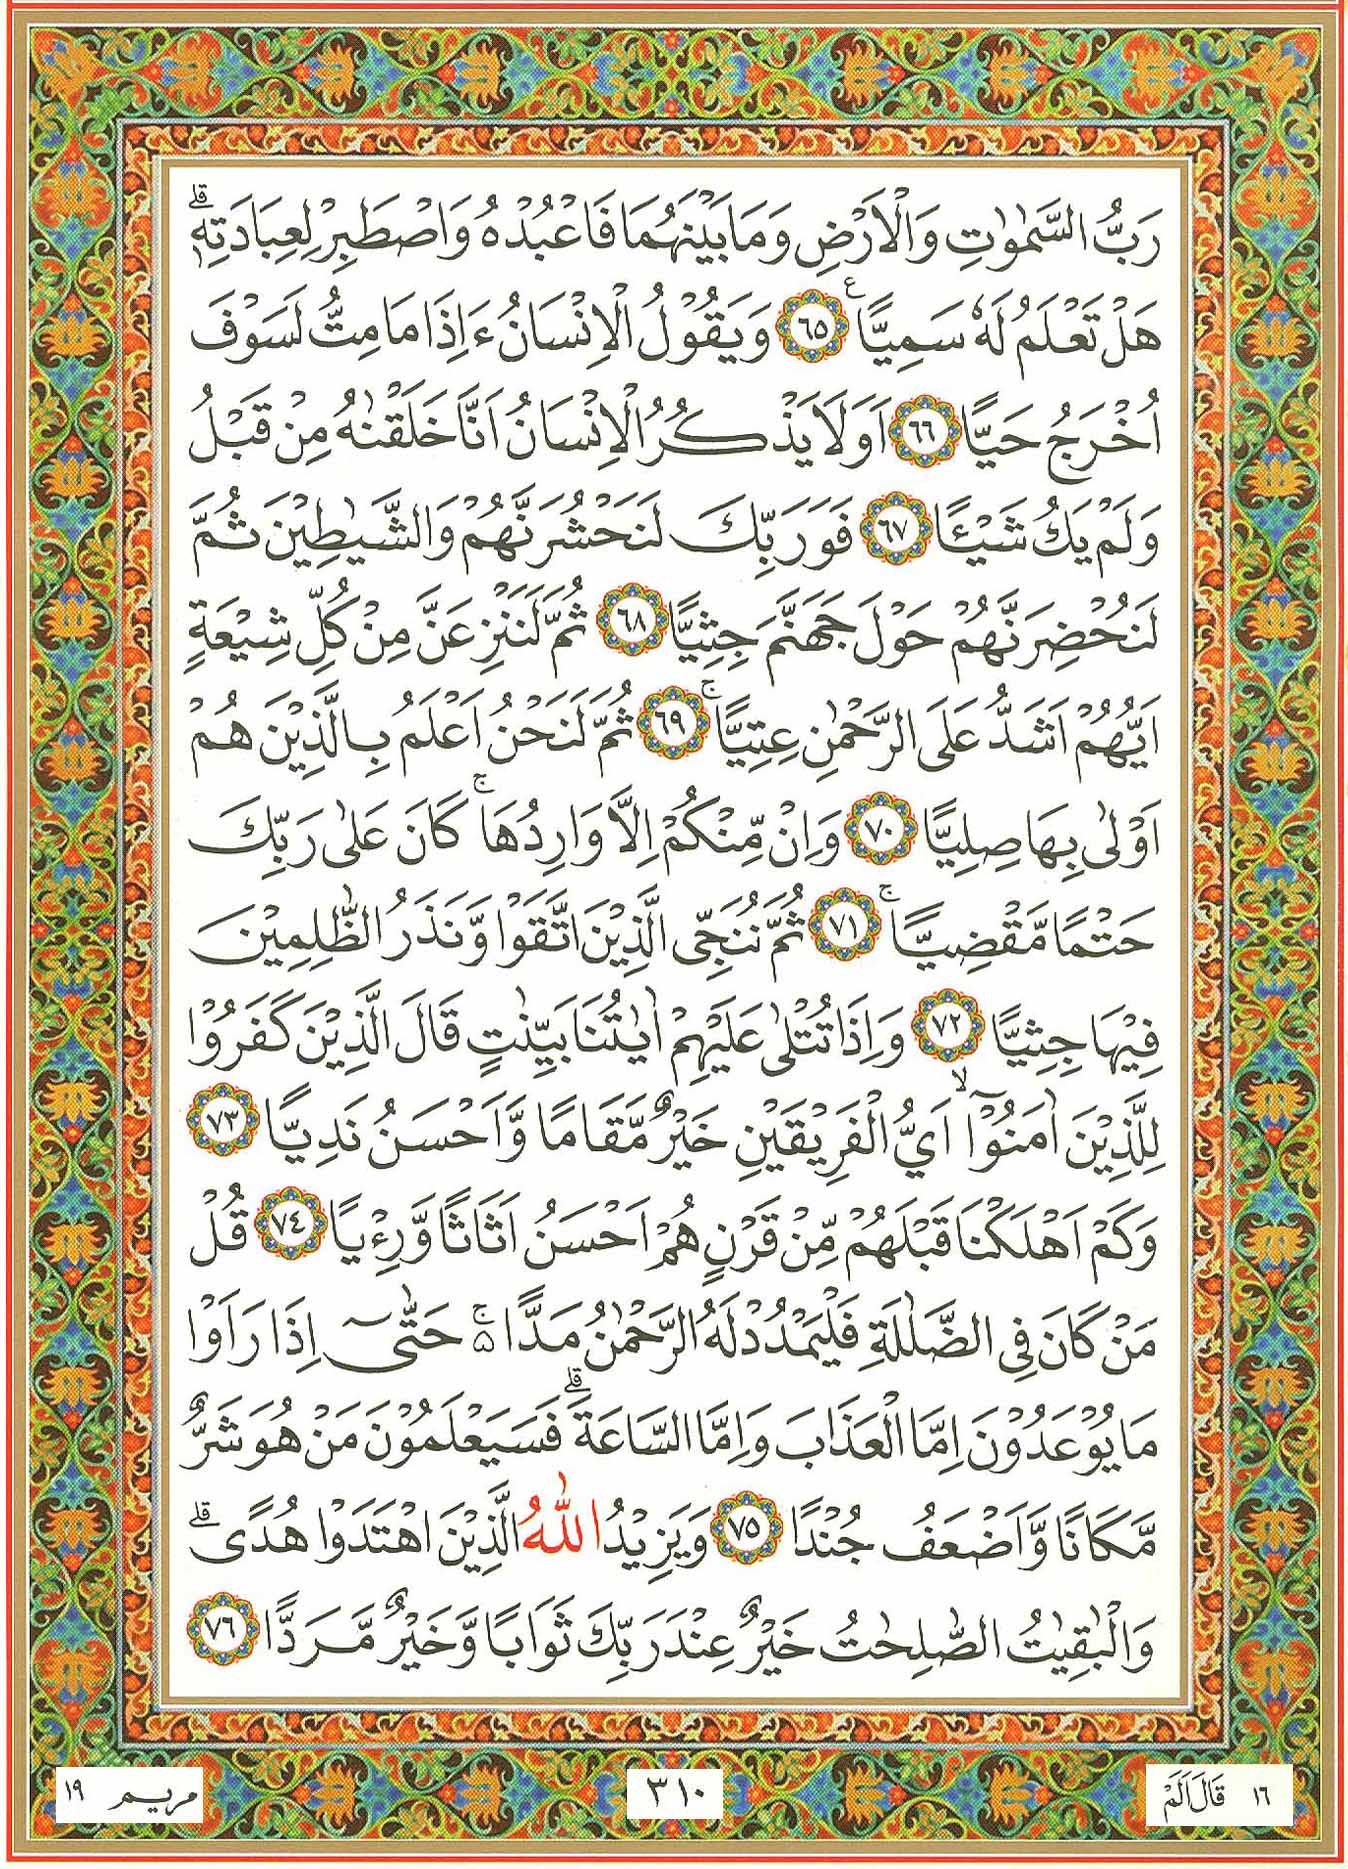 رَبُّ السَّمٰوٰتِ وَالْاَرْضِ وَمَا بَيْنَهُمَا فَاعْبُدْهُ وَاصْطَبِرْ لِعِبَادَتِهٖ ۗ
هَلْ تَعْلَمُ لَهٗ سَمِيًّا ࣖ ٦٥ وَيَقُوْلُ الْاِنْسَانُ ءَاِذَا مَا مِتُّ لَسَوْفَ
اُخْرَجُ حَيًّا ٦٦ اَوَلَا يَذْكُرُ الْاِنْسَانُ اَنَّا خَلَقْنٰهُ مِنْ قَبْلُ
وَلَمْ يَكُ شَيْـًٔا ٦٧ فَوَرَبِّكَ لَنَحْشُرَنَّهُمْ وَالشَّيٰطِيْنَ ثُمَّ
لَنُحْضِرَنَّهُمْ حَوْلَ جَهَنَّمَ جِثِيًّا ٦٨ ثُمَّ لَنَنْزِعَنَّ مِنْ كُلِّ شِيْعَةٍ
اَيُّهُمْ اَشَدُّ عَلَى الرَّحْمٰنِ عِتِيًّا ۚ ٦٩ ثُمَّ لَنَحْنُ اَعْلَمُ بِالَّذِيْنَ هُمْ
اَوْلٰى بِهَا صِلِيًّا ٧٠ وَاِنْ مِّنْكُمْ اِلَّا وَارِدُهَا ۚ كَانَ عَلٰى رَبِّكَ
حَتْمًا مَّقْضِيًّا ۚ ٧١ ثُمَّ نُنَجِّى الَّذِيْنَ اتَّقَوْا وَّنَذَرُ الظّٰلِمِيْنَ
فِيْهَا جِثِيًّا ٧٢ وَاِذَا تُتْلٰى عَلَيْهِمْ اٰيٰتُنَا بَيِّنٰتٍ قَالَ الَّذِيْنَ كَفَرُوْا
لِلَّذِيْنَ اٰمَنُوْٓا ۙ اَيُّ الْفَرِيْقَيْنِ خَيْرٌ مَّقَامًا وَّاَحْسَنُ نَدِيًّا ٧٣
وَكَمْ اَهْلَكْنَا قَبْلَهُمْ مِّنْ قَرْنٍ هُمْ اَحْسَنُ اَثَاثًا وَّرِءْيًا ٧٤ قُلْ
مَنْ كَانَ فِى الضَّلٰلَةِ فَلْيَمْدُدْ لَهُ الرَّحْمٰنُ مَدًّا ۚ ە حَتّٰىٓ اِذَا رَاَوْا
مَا يُوْعَدُوْنَ اِمَّا الْعَذَابَ وَاِمَّا السَّاعَةَ ۗ فَسَيَعْلَمُوْنَ مَنْ هُوَ شَرٌّ
مَّكَانًا وَّاَضْعَفُ جُنْدًا ٧٥ وَيَزِيْدُ اللّٰهُ الَّذِيْنَ اهْتَدَوْا هُدًى ۗ
وَالْبٰقِيٰتُ الصّٰلِحٰتُ خَيْرٌ عِنْدَ رَبِّكَ ثَوَابًا وَّخَيْرٌ مَّرَدًّا ٧٦
١٦ قَالَ اَلَمْ
٣١٠
مريم ١٩